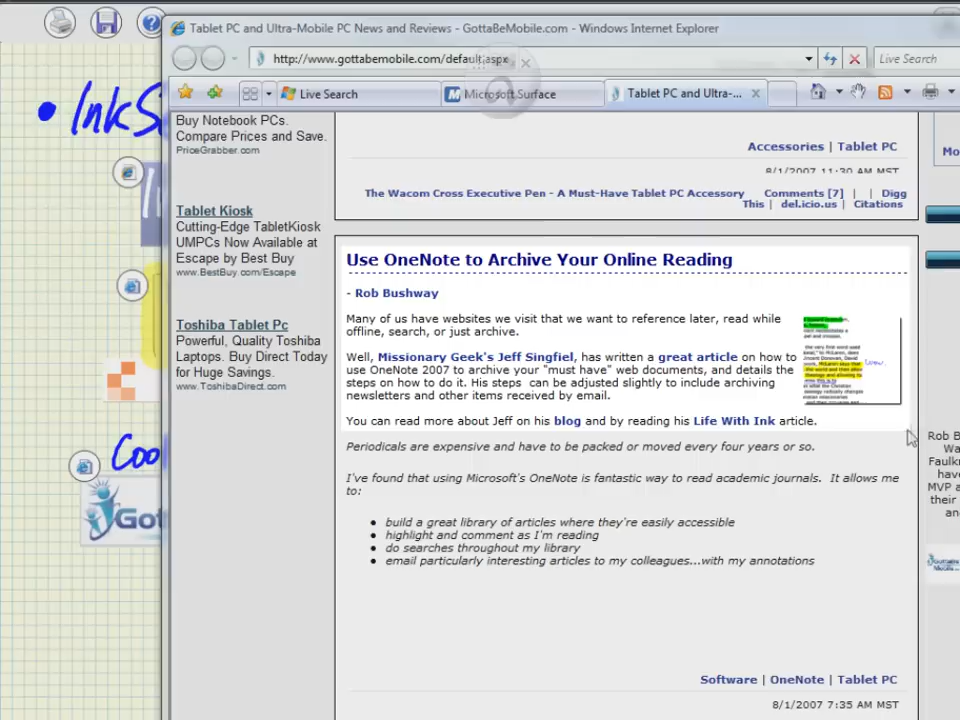 Tablet PC and Ultra-Mobile PC News and Reviews - GottaBeMobile.com - Windows Internet Explorer
http://www.gottabemobile.com/default.aspx
Live Search
Live Search
Microsoft Surface
Tablet PC and Ultra-...
InkS
Buy Notebook PCs.
Compare Prices and Save.
PriceGrabber.com
Accessories | Tablet PC
Mo
8/1/2007 11:30 AM MST
The Wacom Cross Executive Pen - A Must-Have Tablet PC Accessory Comments [7] | | Digg
This | del.icio.us | Citations
Tablet Kiosk
Cutting-Edge TabletKiosk
UMPCs Now Available at
Escape by Best Buy
www.BestBuy.com/Escape
Use OneNote to Archive Your Online Reading
- Rob Bushway
Many of us have websites we visit that we want to reference later, read while
offline, search, or just archive.
Toshiba Tablet Pc
Powerful, Quality Toshiba
Laptops. Buy Direct Today
for Huge Savings.
www.ToshibaDirect.com
Well, Missionary Geek's Jeff Singfiel, has written a great article on how to
use OneNote 2007 to archive your "must have" web documents, and details the
steps on how to do it. His steps can be adjusted slightly to include archiving
newsletters and other items received by email.
You can read more about Jeff on his blog and by reading his Life With Ink article.
Periodicals are expensive and have to be packed or moved every four years or so.
I've found that using Microsoft's OneNote is fantastic way to read academic journals. It allows me
to:
• build a great library of articles where they're easily accessible
• highlight and comment as I'm reading
• do searches throughout my library
• email particularly interesting articles to my colleagues...with my annotations
Rob B
Wa
Faulk
have
MVP a
their
an
Coo
Got
Software | OneNote | Tablet PC
8/1/2007 7:35 AM MST